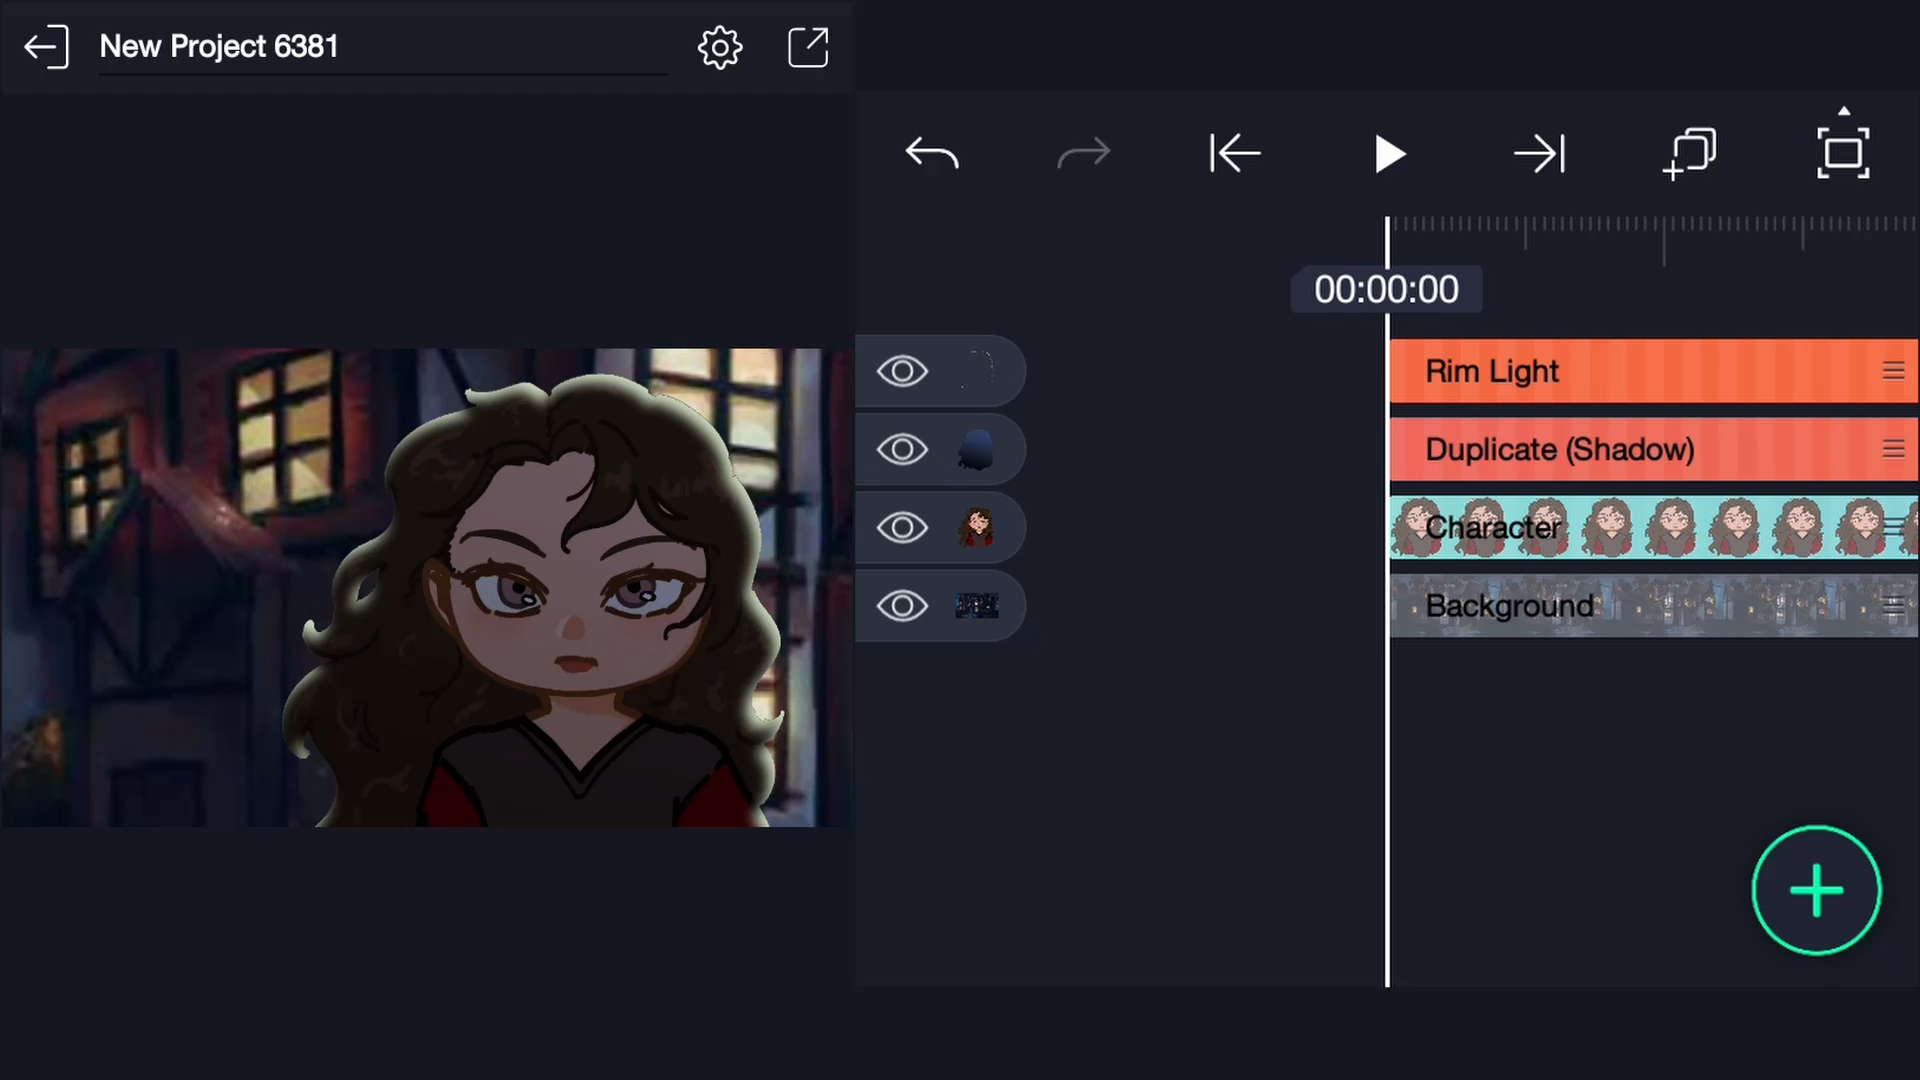 New Project 6381
00:00:00
Rim Light
Duplicate (Shadow)
Character
Background